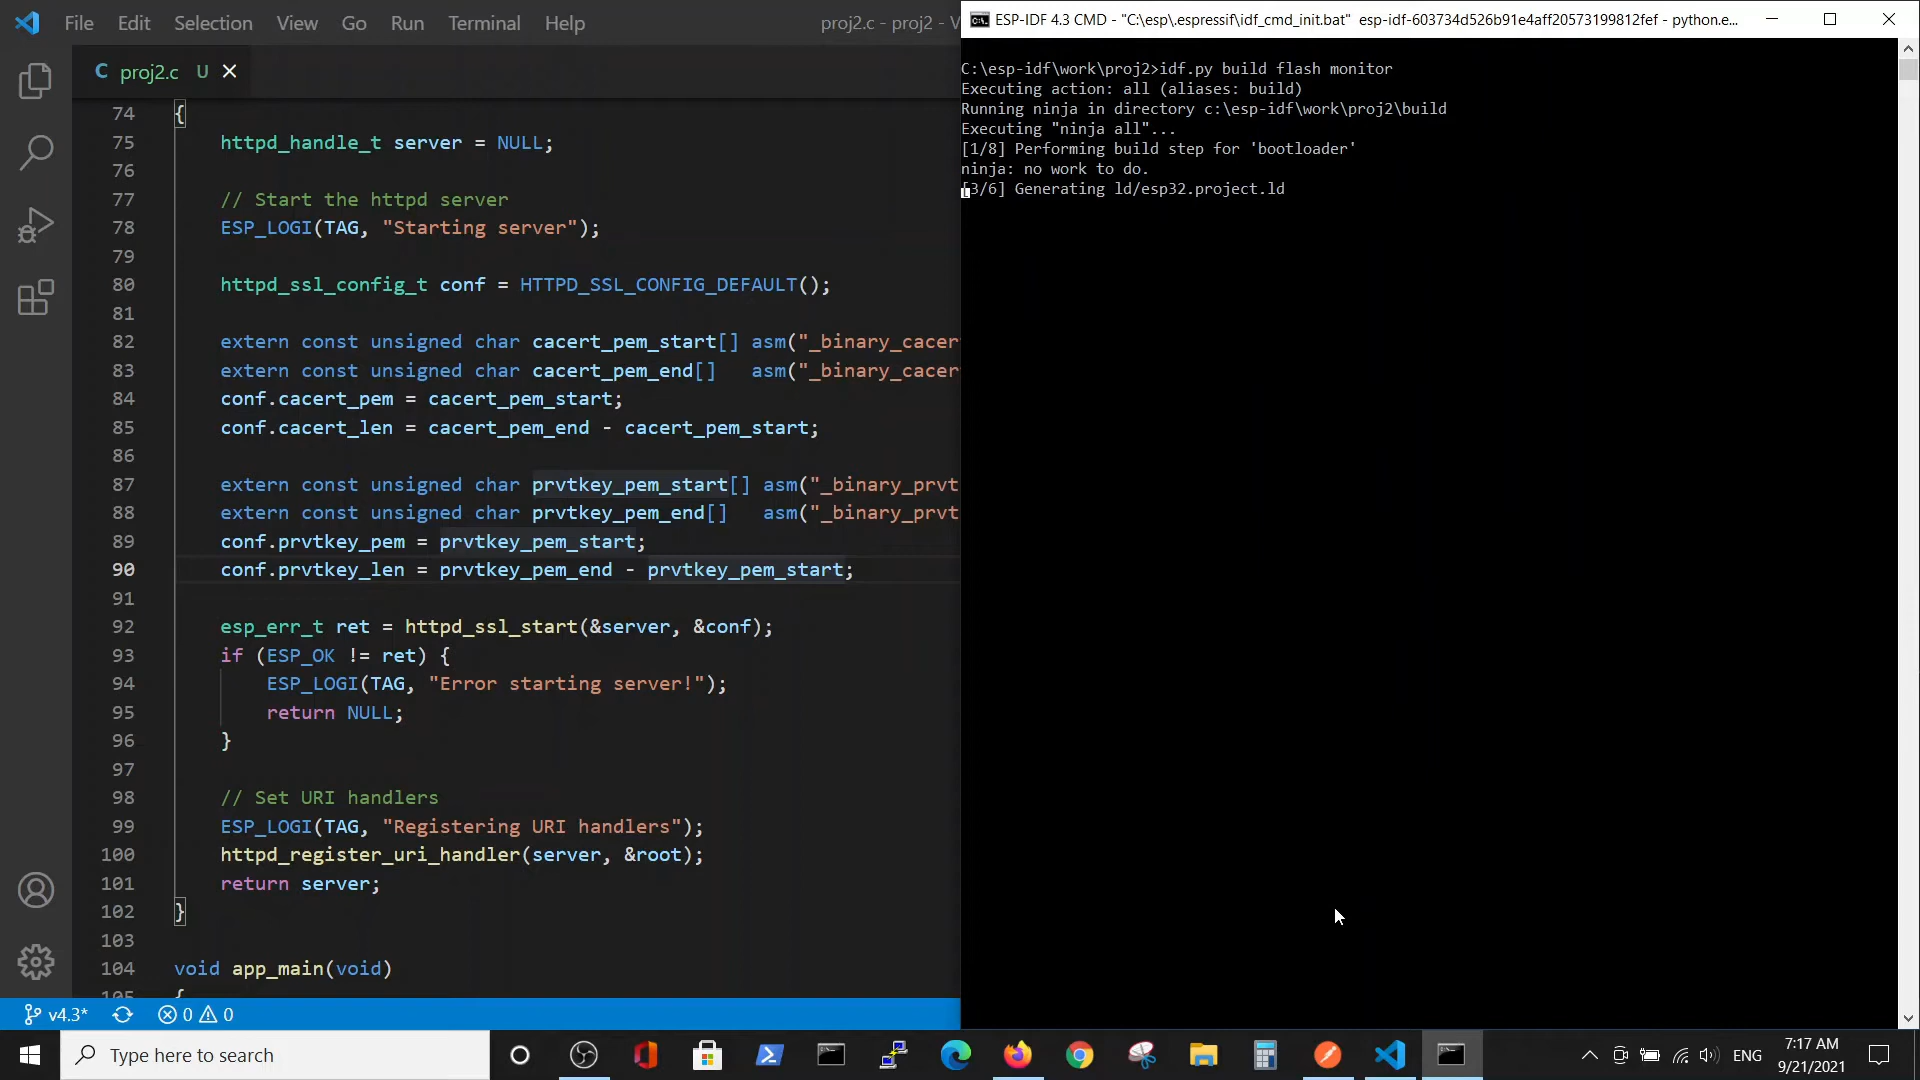 File Edit Selection View Go Run Terminal Help
proj2.c - proj2 - V
C proj2.c U
74 {
75 httpd_handle_t server = NULL;
76
77 // Start the httpd server
78 ESP_LOGI(TAG, "Starting server");
79
80 httpd_ssl_config_t conf = HTTPD_SSL_CONFIG_DEFAULT();
81
82 extern const unsigned char cacert_pem_start[] asm("_binary_cacer
83 extern const unsigned char cacert_pem_end[]   asm("_binary_cacer
84 conf.cacert_pem = cacert_pem_start;
85 conf.cacert_len = cacert_pem_end - cacert_pem_start;
86
87 extern const unsigned char prvtkey_pem_start[] asm("_binary_prvt
88 extern const unsigned char prvtkey_pem_end[]   asm("_binary_prvt
89 conf.prvtkey_pem = prvtkey_pem_start;
90 conf.prvtkey_len = prvtkey_pem_end - prvtkey_pem_start;
91
92 esp_err_t ret = httpd_ssl_start(&server, &conf);
93 if (ESP_OK != ret) {
94 ESP_LOGI(TAG, "Error starting server!");
95 return NULL;
96 }
97
98 // Set URI handlers
99 ESP_LOGI(TAG, "Registering URI handlers");
100 httpd_register_uri_handler(server, &root);
101 return server;
102 }
103
104 void app_main(void)
105 {
v4.3* 0 0
ESP-IDF 4.3 CMD - "C:\esp\.espressif\idf_cmd_init.bat" esp-idf-603734d526b91e4aff20573199812fef - python.e...
C:\esp-idf\work\proj2>idf.py build flash monitor
Executing action: all (aliases: build)
Running ninja in directory c:\esp-idf\work\proj2\build
Executing "ninja all"...
[1/8] Performing build step for 'bootloader'
ninja: no work to do.
[3/6] Generating ld/esp32.project.ld
Type here to search
ENG
7:17 AM
9/21/2021